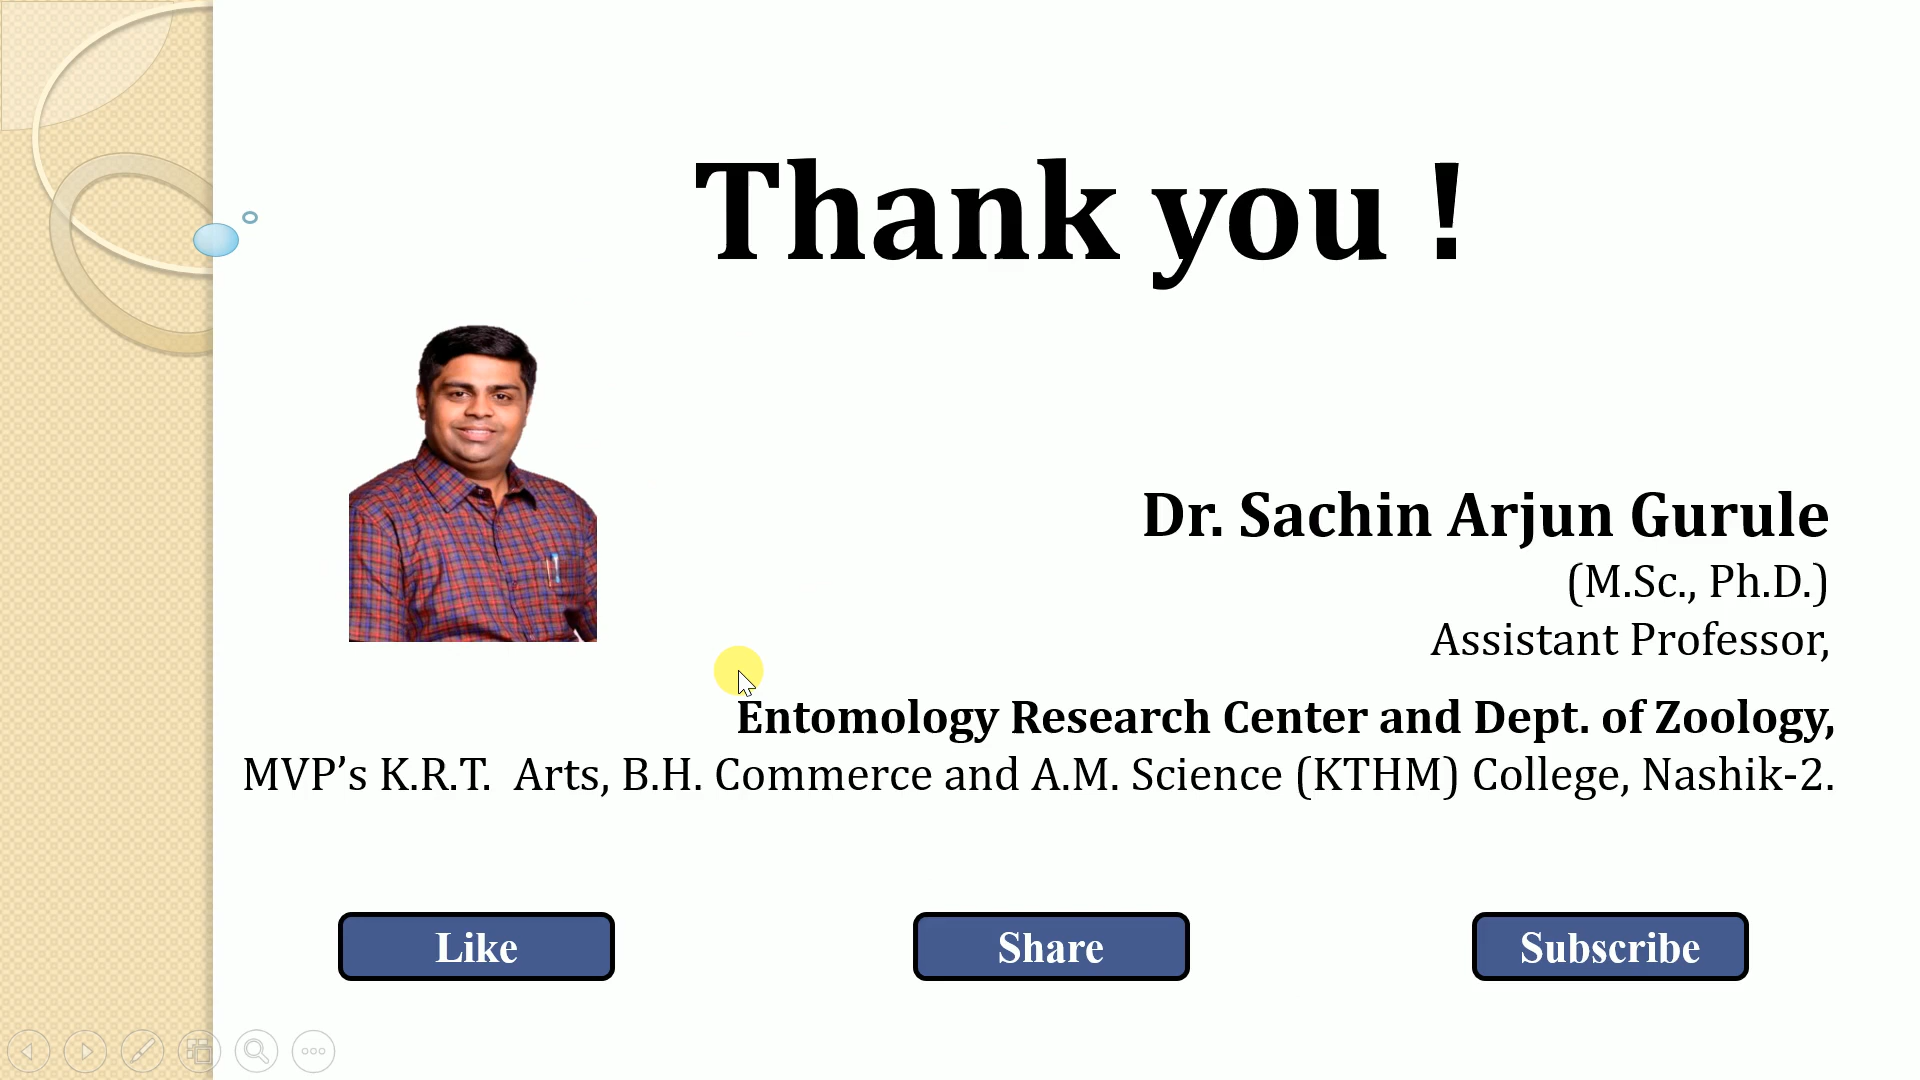 Thank you !
Dr. Sachin Arjun Gurule
(M.Sc., Ph.D.)
Assistant Professor,
Entomology Research Center and Dept. of Zoology,
MVP’s K.R.T. Arts, B.H. Commerce and A.M. Science (KTHM) College, Nashik-2.
Like
Share
Subscribe